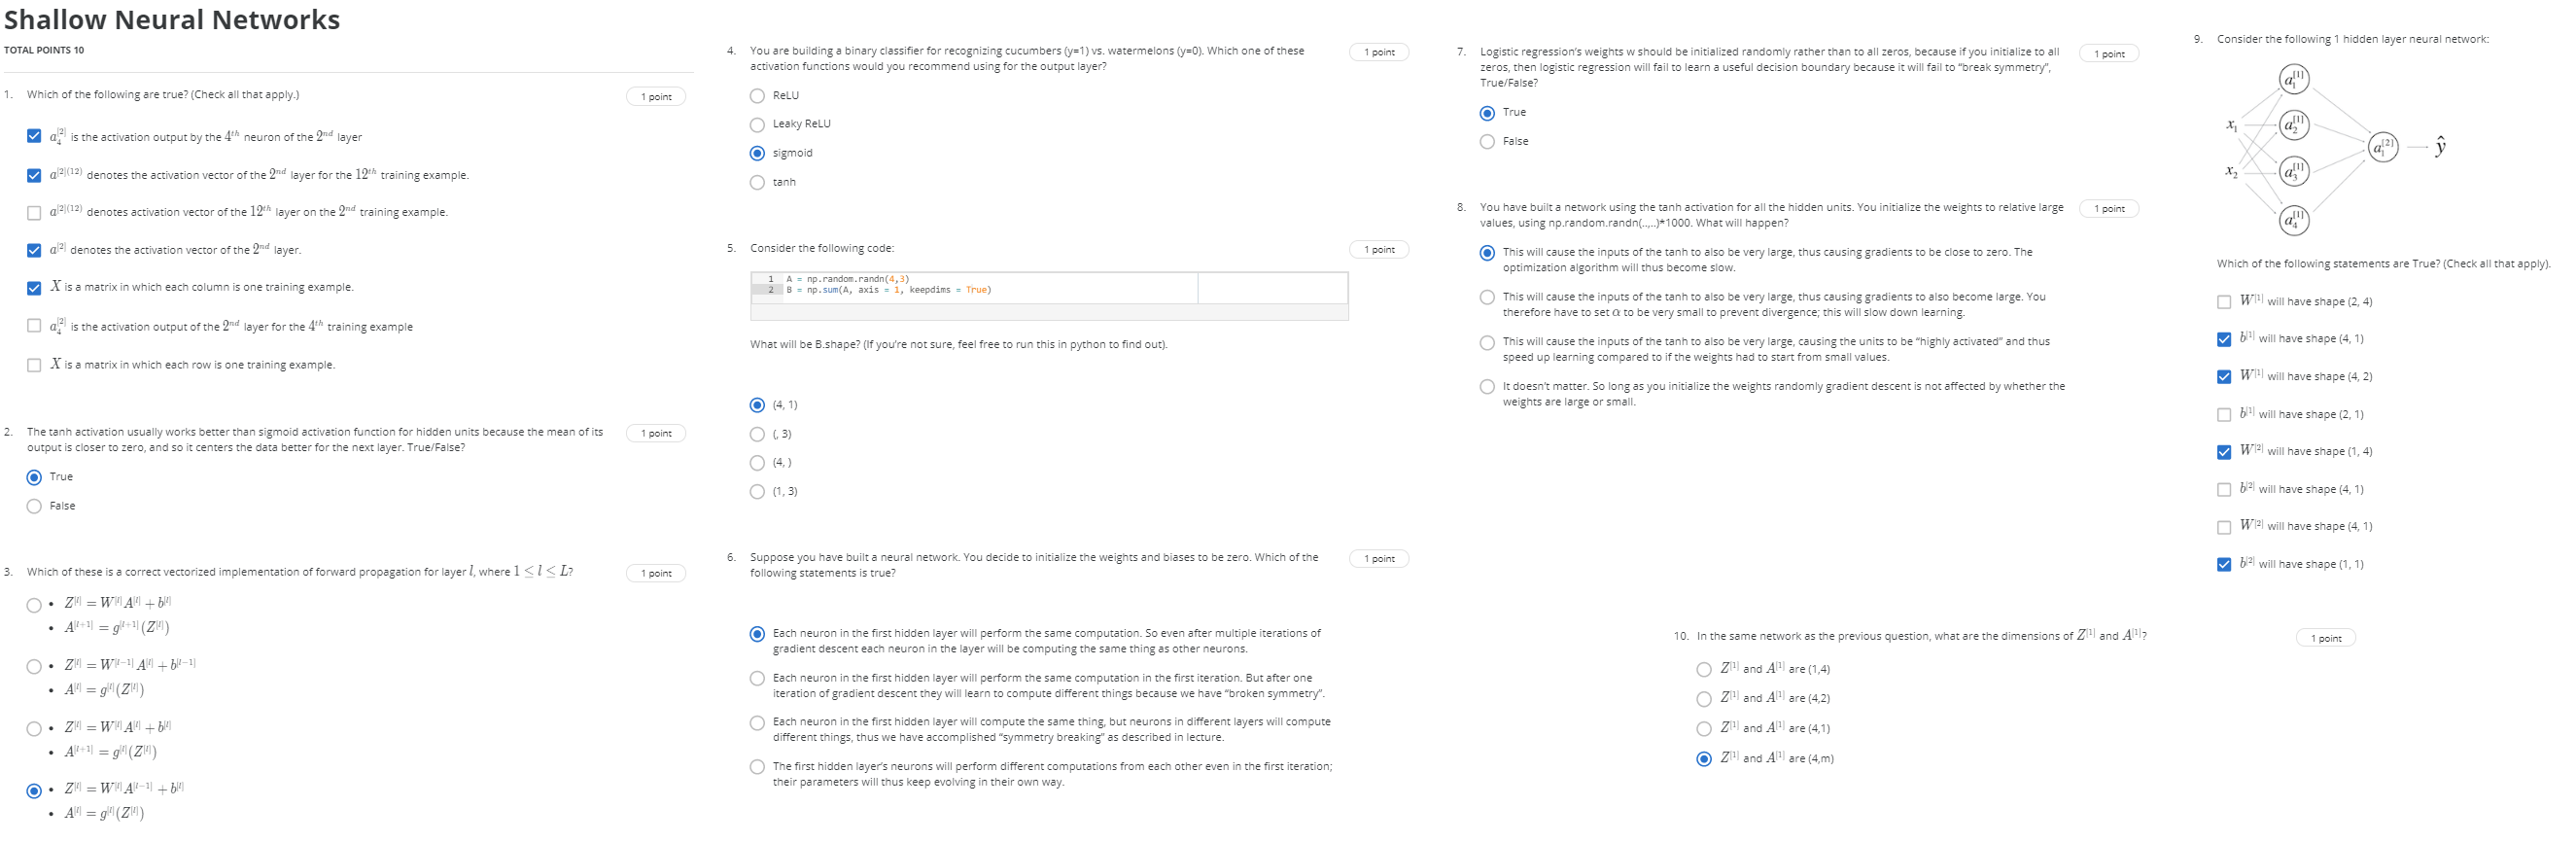 Shallow Neural Networks
TOTAL POINTS 10
1. Which of the following are true? (Check all that apply.)
1 point
a₄^[2] is the activation output by the 4^th neuron of the 2^nd layer
a^[2](12) denotes the activation vector of the 2^nd layer for the 12^th training example.
a^[2](12) denotes activation vector of the 12^th layer on the 2^nd training example.
a^[2] denotes the activation vector of the 2^nd layer.
X is a matrix in which each column is one training example.
a₄^[2] is the activation output of the 2^nd layer for the 4^th training example
X is a matrix in which each row is one training example.
2. The tanh activation usually works better than sigmoid activation function for hidden units because the mean of its
output is closer to zero, and so it centers the data better for the next layer. True/False?
1 point
True
False
3. Which of these is a correct vectorized implementation of forward propagation for layer l, where 1 ≤ l ≤ L?
1 point
• Z^[l] = W^[l] A^[l] + b^[l]
• A^[l+1] = g^[l+1](Z^[l])
• Z^[l] = W^[l−1] A^[l] + b^[l−1]
• A^[l] = g^[l](Z^[l])
• Z^[l] = W^[l] A^[l] + b^[l]
• A^[l+1] = g^[l](Z^[l])
• Z^[l] = W^[l] A^[l−1] + b^[l]
• A^[l] = g^[l](Z^[l])
4. You are building a binary classifier for recognizing cucumbers (y=1) vs. watermelons (y=0). Which one of these
activation functions would you recommend using for the output layer?
1 point
ReLU
Leaky ReLU
sigmoid
tanh
5. Consider the following code:
1 point
1 A = np.random.randn(4,3)
2 B = np.sum(A, axis = 1, keepdims = True)
What will be B.shape? (If you're not sure, feel free to run this in python to find out).
(4, 1)
(, 3)
(4, )
(1, 3)
6. Suppose you have built a neural network. You decide to initialize the weights and biases to be zero. Which of the
following statements is true?
1 point
Each neuron in the first hidden layer will perform the same computation. So even after multiple iterations of
gradient descent each neuron in the layer will be computing the same thing as other neurons.
Each neuron in the first hidden layer will perform the same computation in the first iteration. But after one
iteration of gradient descent they will learn to compute different things because we have "broken symmetry".
Each neuron in the first hidden layer will compute the same thing, but neurons in different layers will compute
different things, thus we have accomplished "symmetry breaking" as described in lecture.
The first hidden layer's neurons will perform different computations from each other even in the first iteration;
their parameters will thus keep evolving in their own way.
7. Logistic regression's weights w should be initialized randomly rather than to all zeros, because if you initialize to all
zeros, then logistic regression will fail to learn a useful decision boundary because it will fail to "break symmetry",
True/False?
1 point
True
False
8. You have built a network using the tanh activation for all the hidden units. You initialize the weights to relative large
values, using np.random.randn(..,..)*1000. What will happen?
1 point
This will cause the inputs of the tanh to also be very large, thus causing gradients to be close to zero. The
optimization algorithm will thus become slow.
This will cause the inputs of the tanh to also be very large, thus causing gradients to also become large. You
therefore have to set α to be very small to prevent divergence; this will slow down learning.
This will cause the inputs of the tanh to also be very large, causing the units to be "highly activated" and thus
speed up learning compared to if the weights had to start from small values.
It doesn't matter. So long as you initialize the weights randomly gradient descent is not affected by whether the
weights are large or small.
9. Consider the following 1 hidden layer neural network:
x₁
x₂
a₁^[1]
a₂^[1]
a₃^[1]
a₄^[1]
a₁^[2]
ŷ
Which of the following statements are True? (Check all that apply).
W^[1] will have shape (2, 4)
b^[1] will have shape (4, 1)
W^[1] will have shape (4, 2)
b^[1] will have shape (2, 1)
W^[2] will have shape (1, 4)
b^[2] will have shape (4, 1)
W^[2] will have shape (4, 1)
b^[2] will have shape (1, 1)
10. In the same network as the previous question, what are the dimensions of Z^[1] and A^[1]?
1 point
Z^[1] and A^[1] are (1,4)
Z^[1] and A^[1] are (4,2)
Z^[1] and A^[1] are (4,1)
Z^[1] and A^[1] are (4,m)